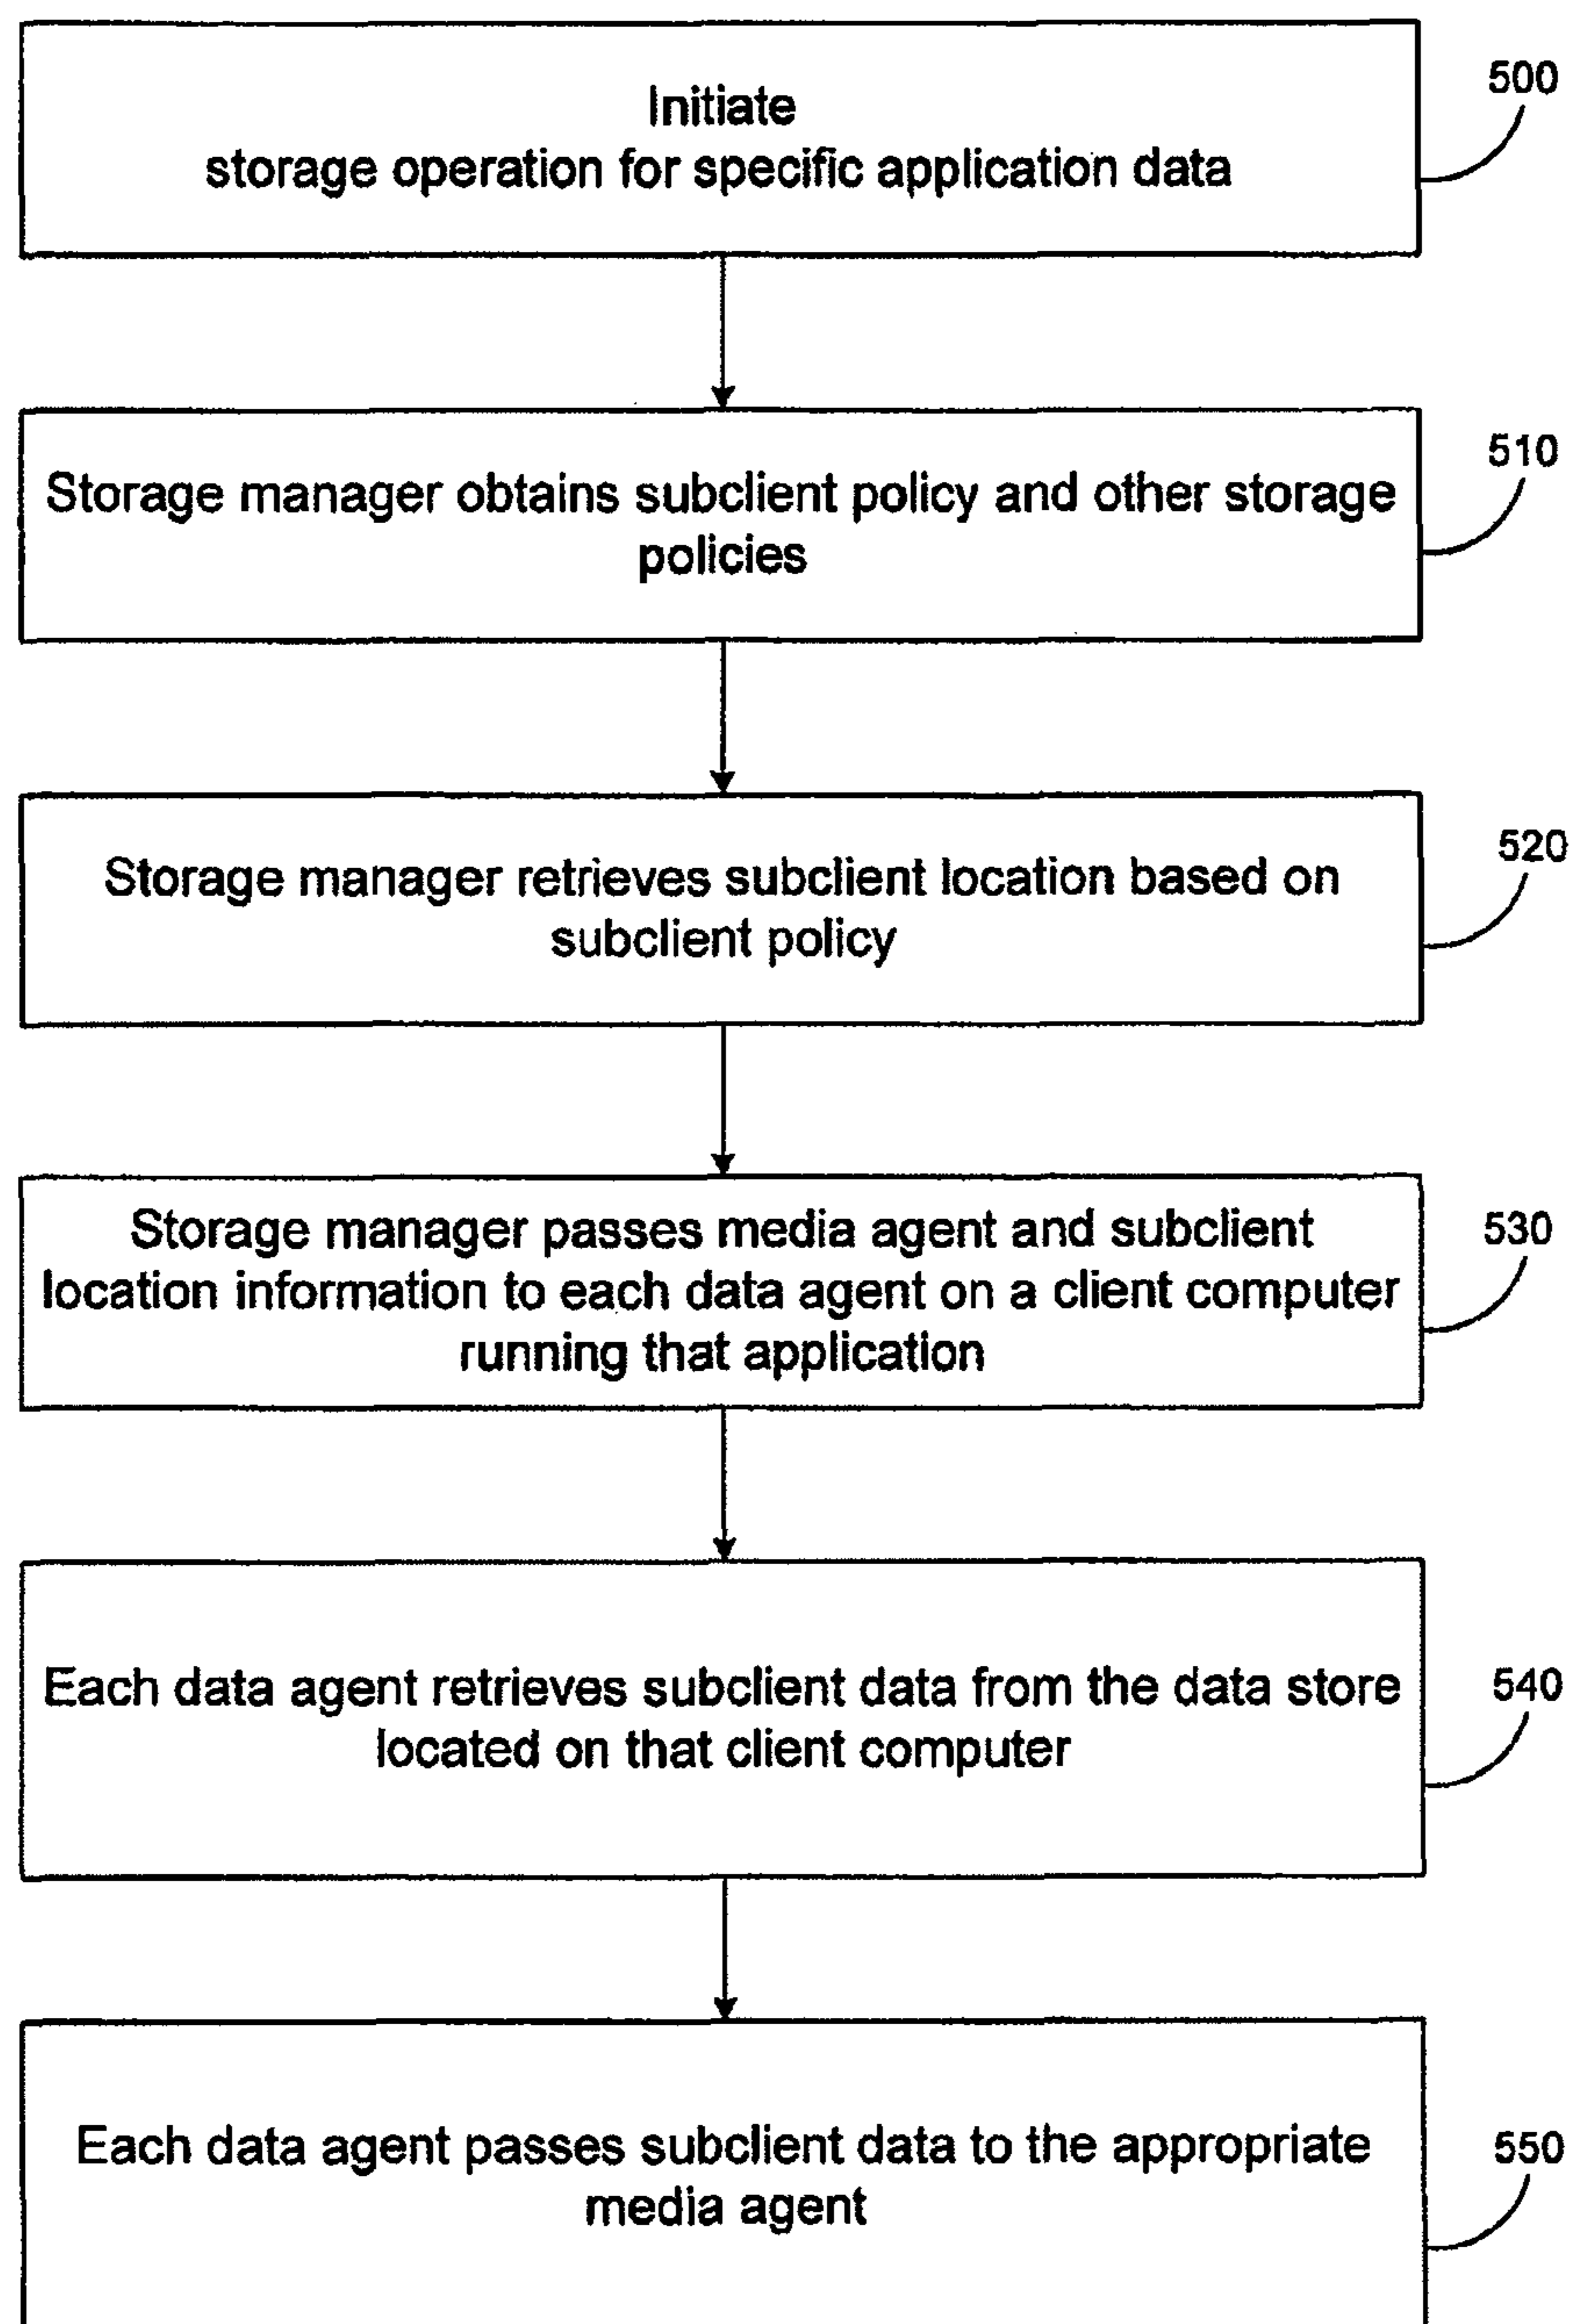 Initiate
storage operation for specific application data
500
Storage manager obtains subclient policy and other storage
policies
510
Storage manager retrieves subclient location based on
subclient policy
520
Storage manager passes media agent and subclient
location information to each data agent on a client computer
running that application
530
Each data agent retrieves subclient data from the data store
located on that client computer
540
Each data agent passes subclient data to the appropriate
media agent
550